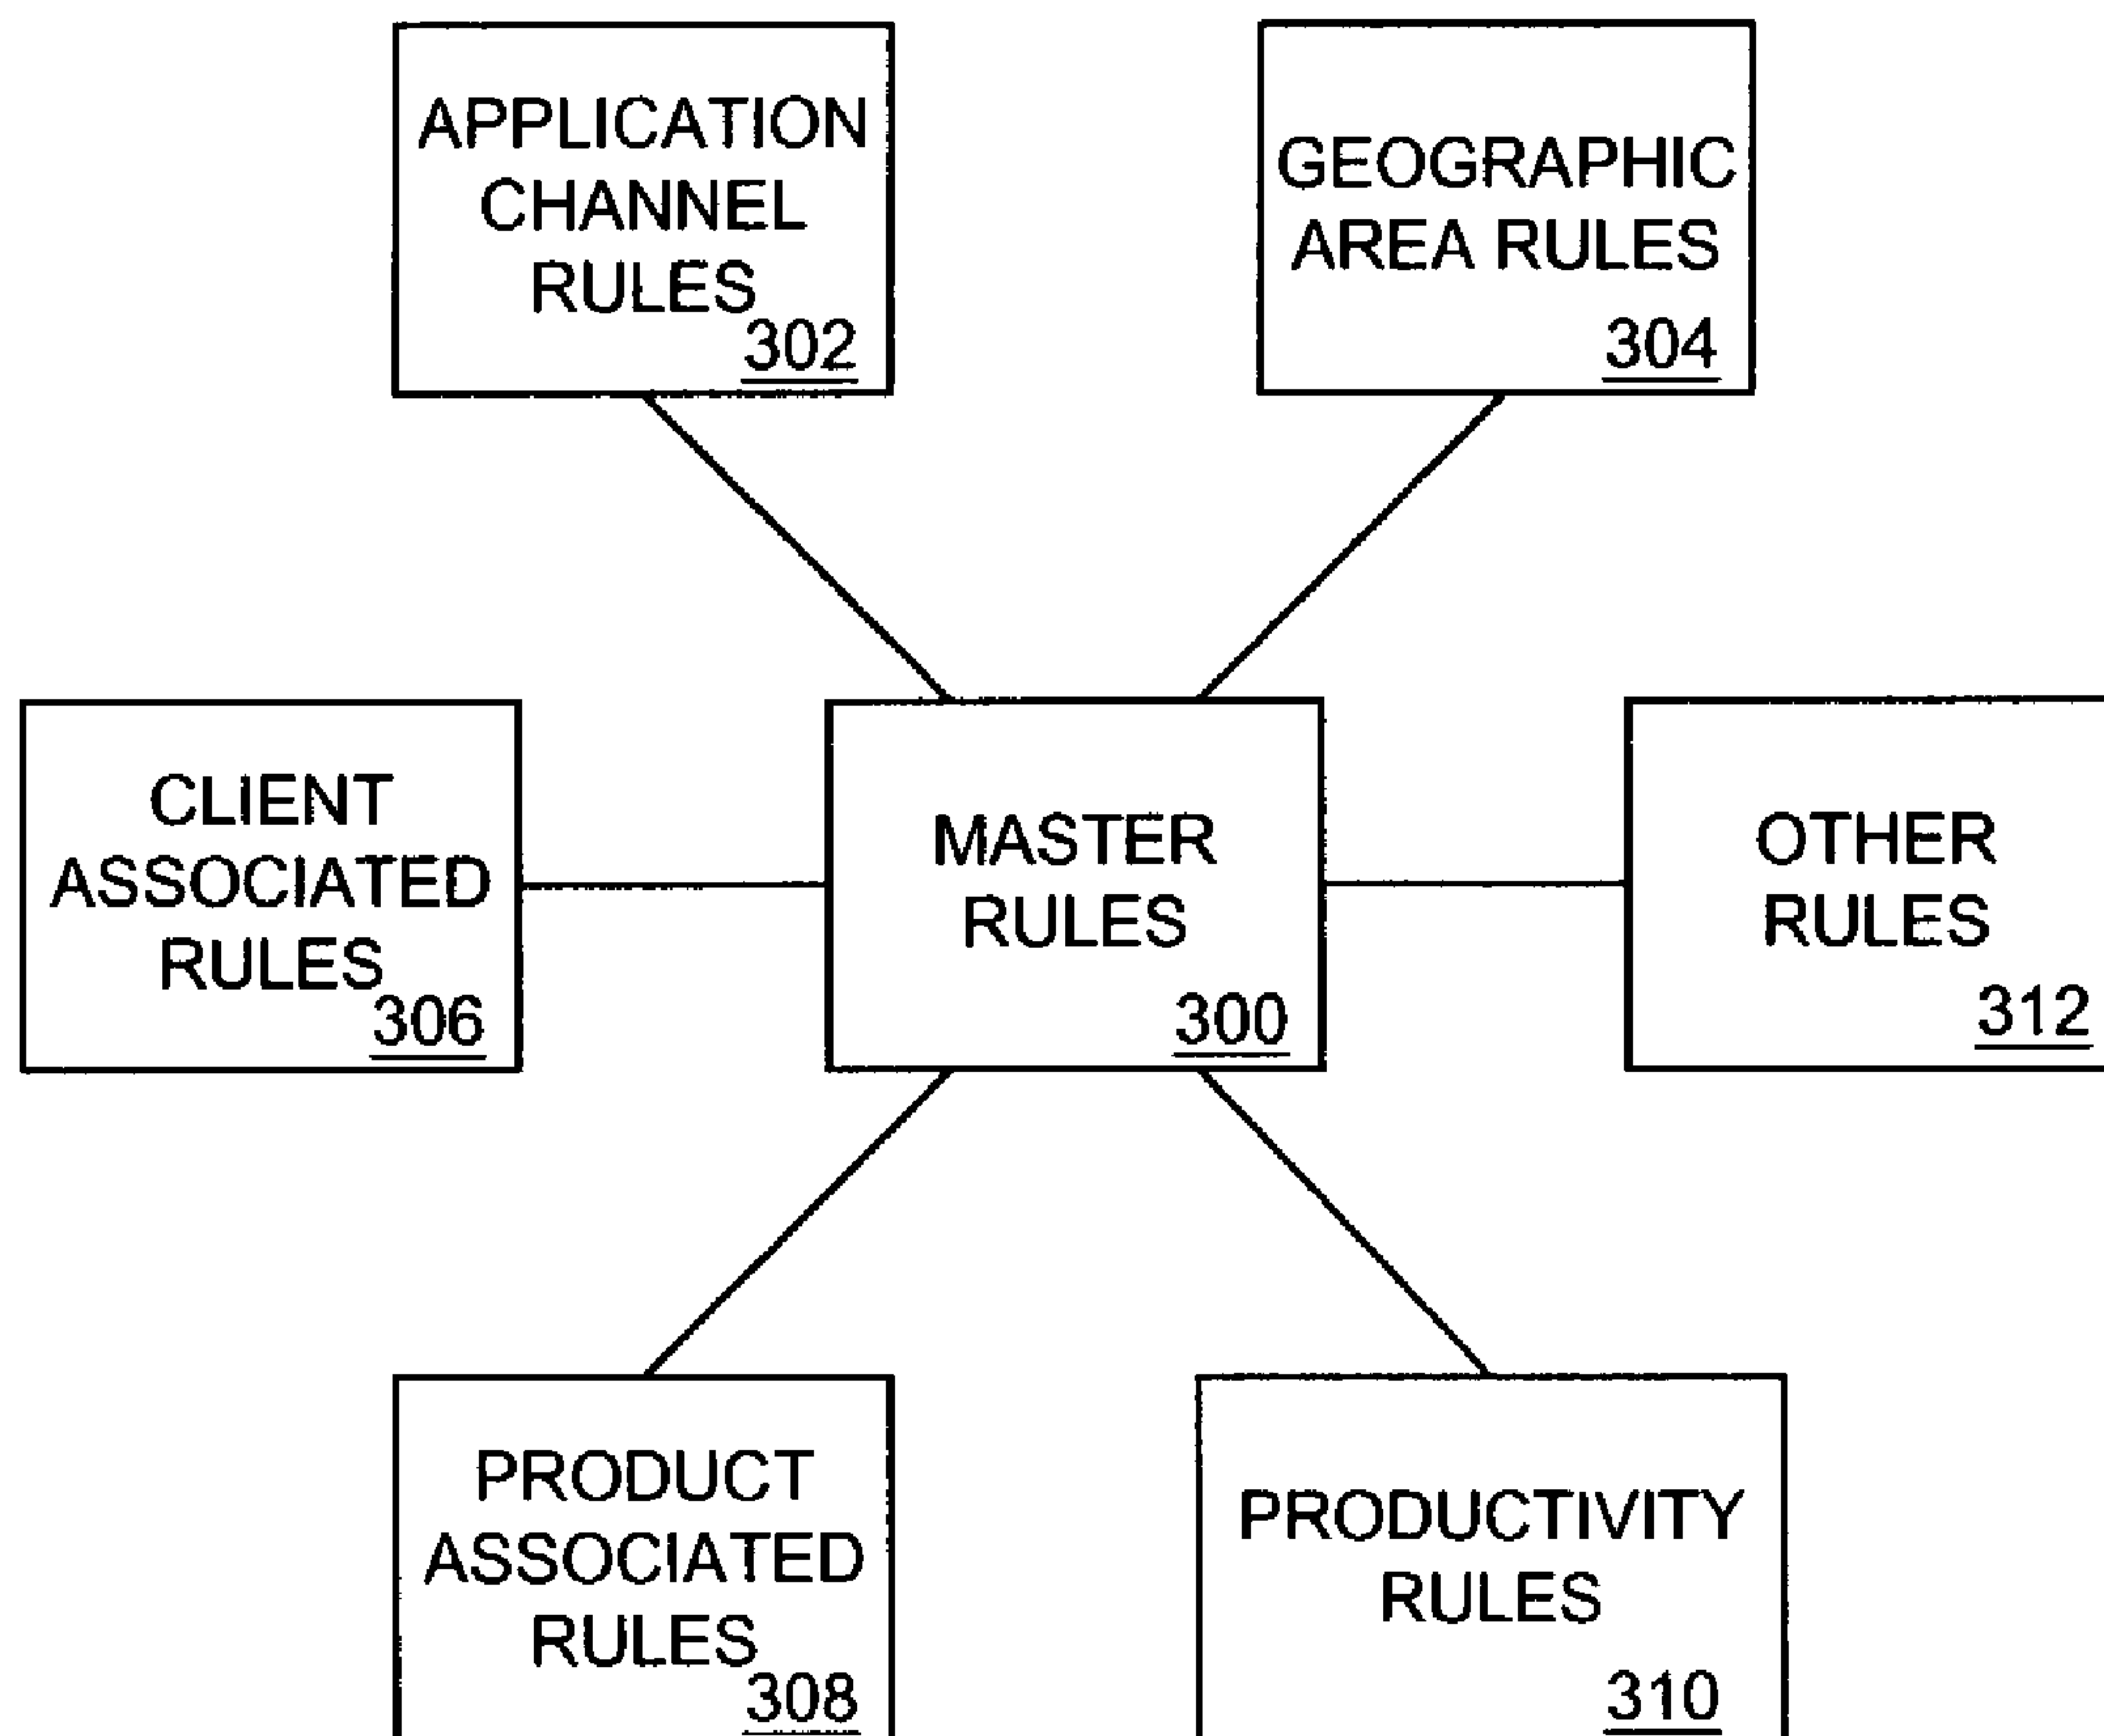 APPLICATION
CHANNEL
RULES
302
GEOGRAPHIC
AREA RULES
304
CLIENT
ASSOCIATED
RULES
306
MASTER
RULES
300
OTHER
RULES
312
PRODUCT
ASSOCIATED
RULES
308
PRODUCTIVITY
RULES
310